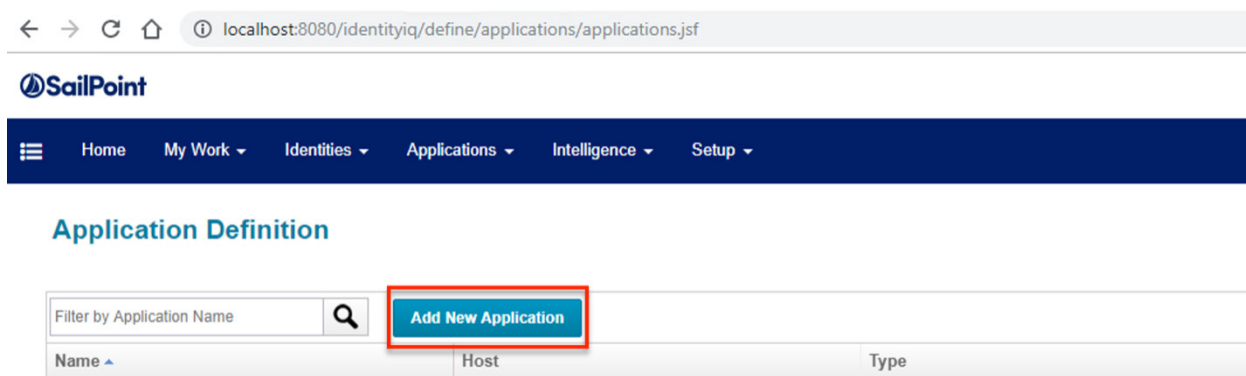 localhost:8080/identityiq/define/applications/applications.jsf
SailPoint
Home My Work Identities Applications Intelligence Setup
Application Definition
Filter by Application Name Add New Application
Name Host Type